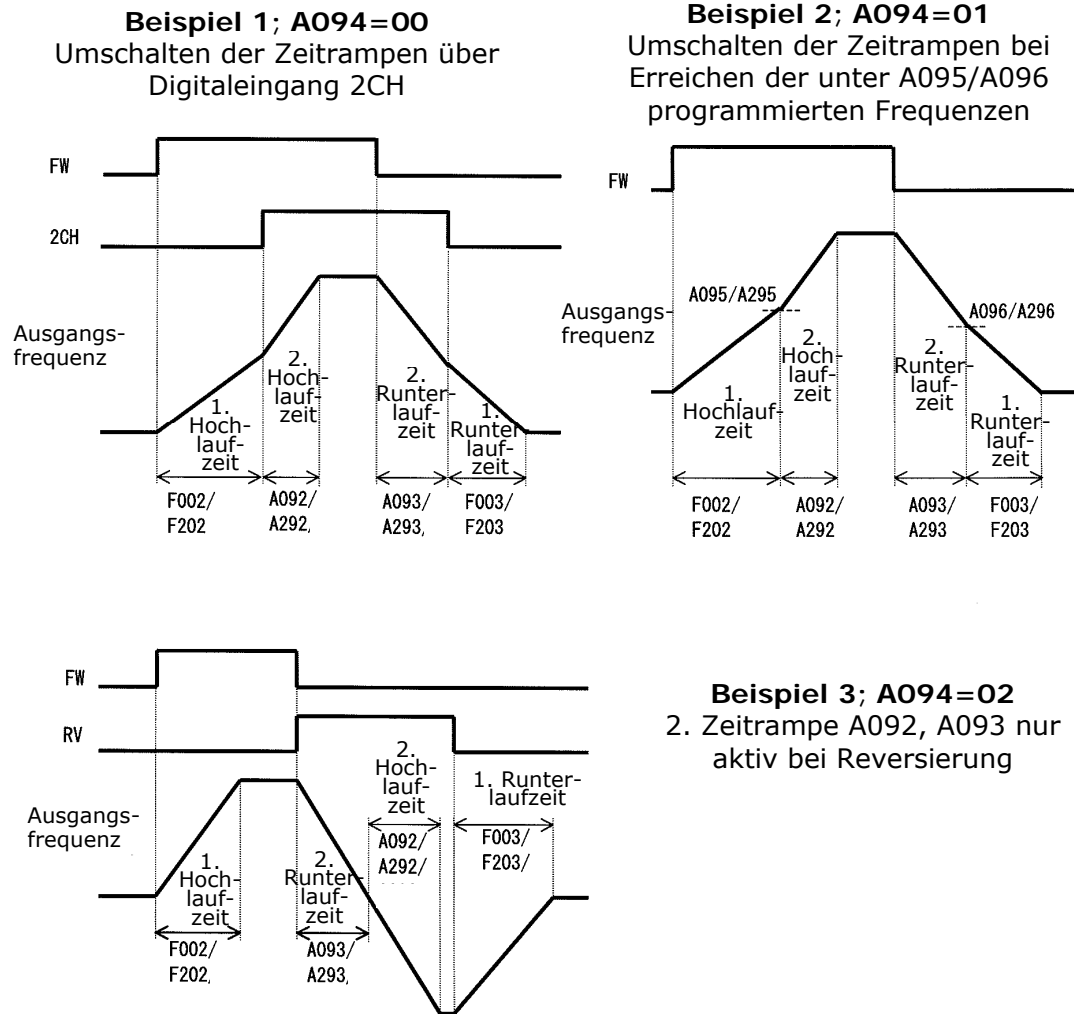 Beispiel 1; A094=00
Umschalten der Zeitrampen über
Digitaleingang 2CH
FW
2CH
Ausgangs-
frequenz
1.
Hoch-
lauf-
zeit
2.
Hoch-
lauf-
zeit
2.
Runter-
lauf-
zeit
1.
Runter-
lauf-
zeit
F002/
F202
A092/
A292,
A093/
A293,
F003/
F203
Beispiel 2; A094=01
Umschalten der Zeitrampen bei
Erreichen der unter A095/A096
programmierten Frequenzen
FW
A095/A295
A096/A296
Ausgangs-
frequenz
1.
Hochlauf-
zeit
2.
Hoch-
lauf-
zeit
2.
Runter-
lauf-
zeit
1.
Runter-
lauf-
zeit
F002/
F202
A092/
A292
A093/
A293
F003/
F203
FW
RV
Ausgangs-
frequenz
1.
Hoch-
lauf-
zeit
2.
Runter-
lauf-
zeit
2.
Hoch-
lauf-
zeit
1. Runter-
laufzeit
A092/
A292/
F003/
F203/
F002/
F202,
A093/
A293,
Beispiel 3; A094=02
2. Zeitrampe A092, A093 nur
aktiv bei Reversierung